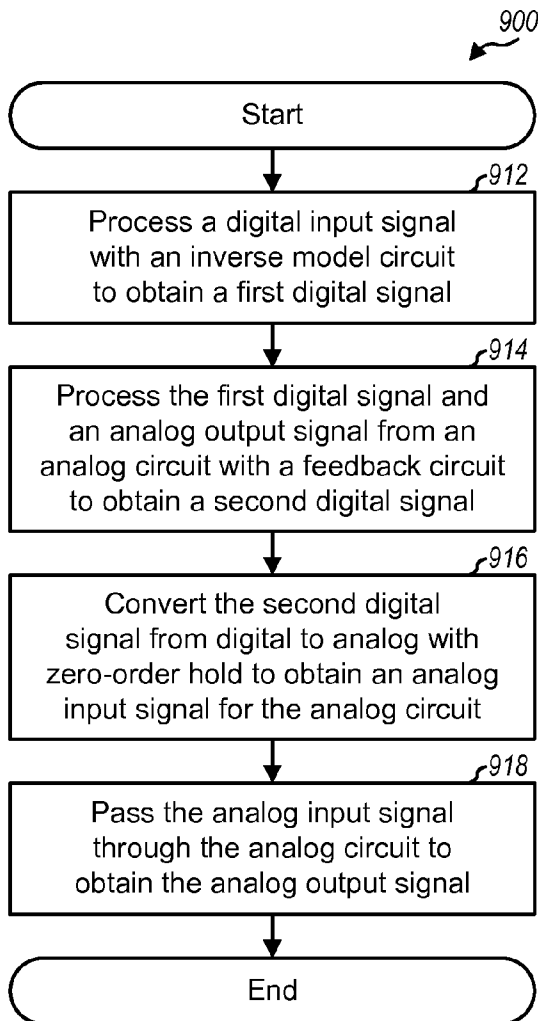 900
Start
912
Process a digital input signal
with an inverse model circuit
to obtain a first digital signal
914
Process the first digital signal and
an analog output signal from an
analog circuit with a feedback circuit
to obtain a second digital signal
916
Convert the second digital
signal from digital to analog with
zero-order hold to obtain an analog
input signal for the analog circuit
918
Pass the analog input signal
through the analog circuit to
obtain the analog output signal
End